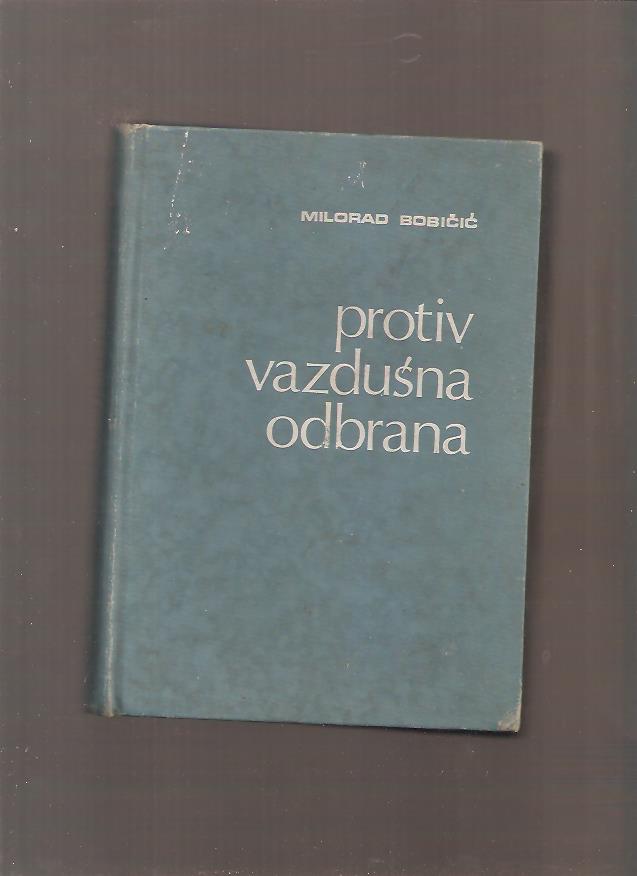 MILORAD BOBIČIĆ
protiv
vazdušna
odbrana